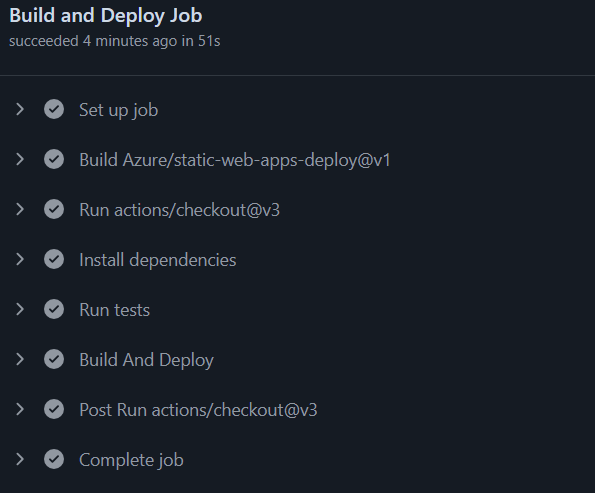 Build and Deploy Job
succeeded 4 minutes ago in 51s
Set up job
Build Azure/static-web-apps-deploy@v1
Run actions/checkout@v3
Install dependencies
Run tests
Build And Deploy
Post Run actions/checkout@v3
Complete job